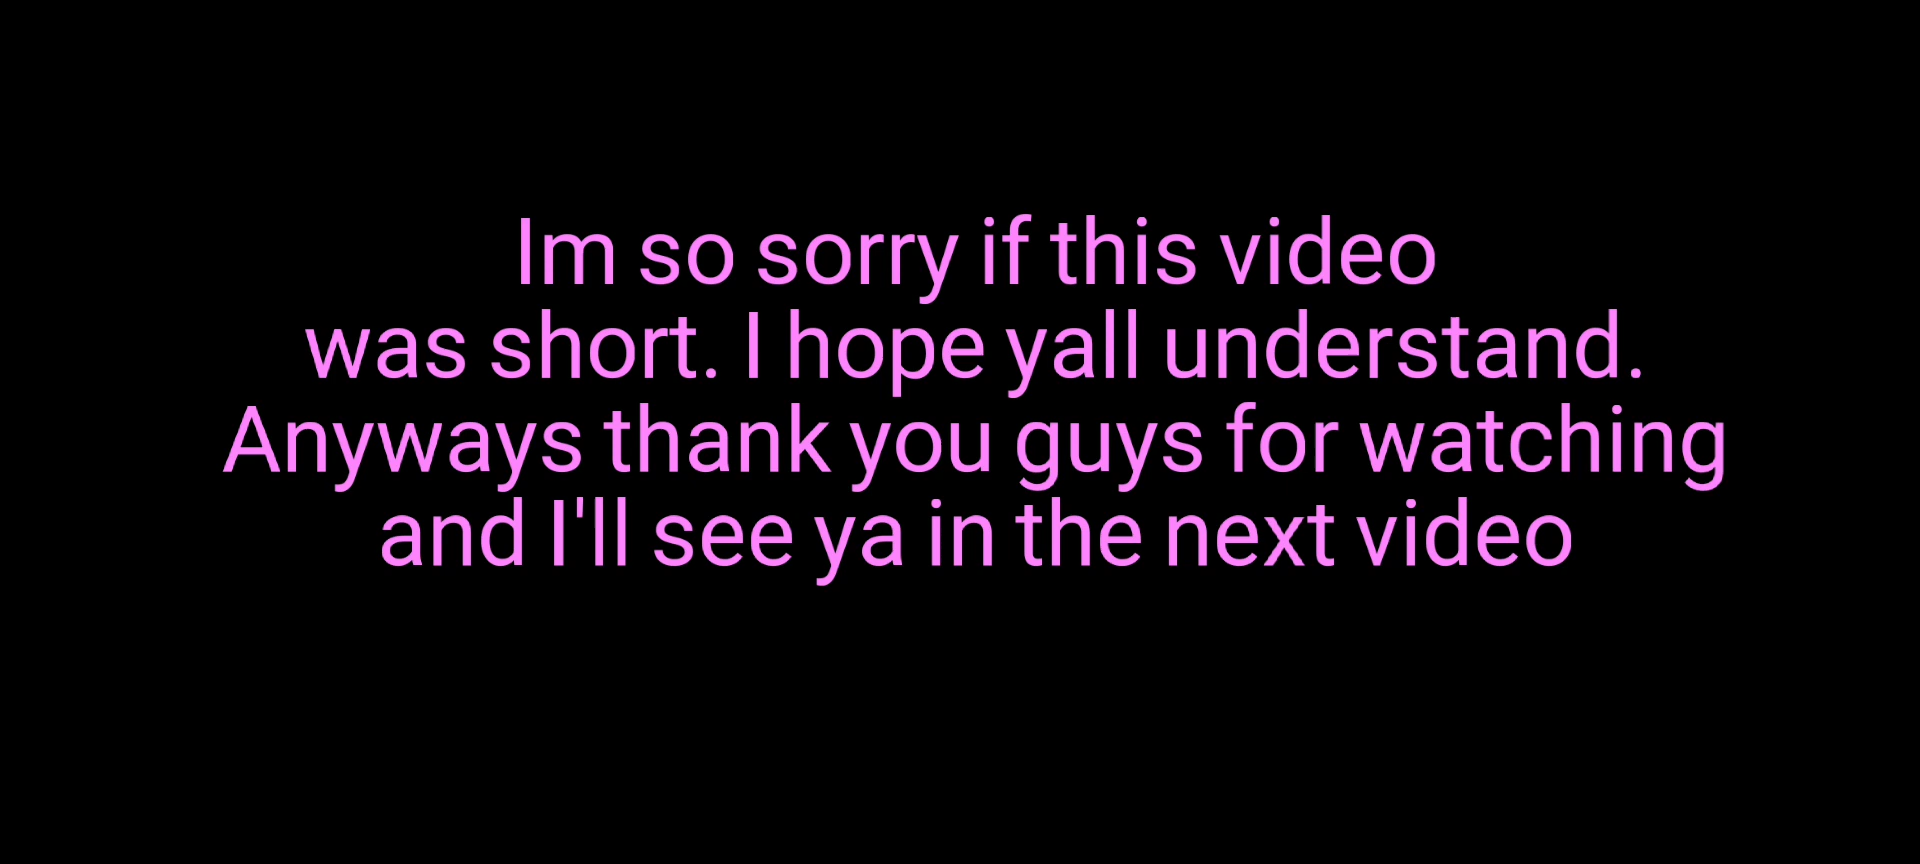 Im so sorry if this video
was short. I hope yall understand.
Anyways thank you guys for watching
and I'll see ya in the next video